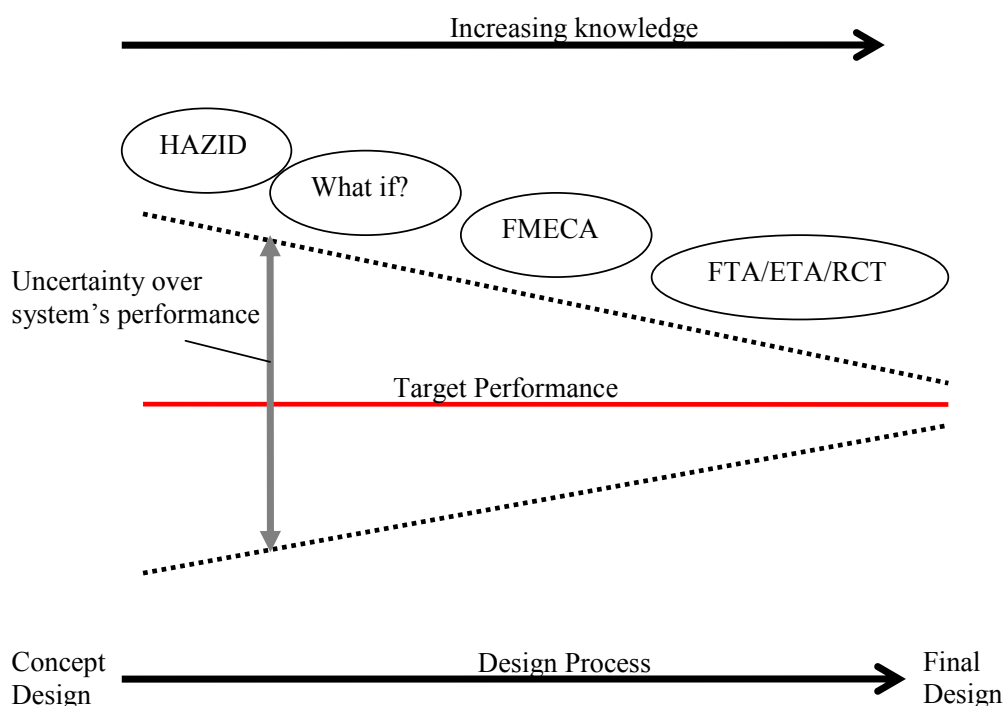 Increasing knowledge
HAZID
What if?
FMECA
FTA/ETA/RCT
Uncertainty over
system’s performance
Target Performance
Concept
Design
Design Process
Final
Design